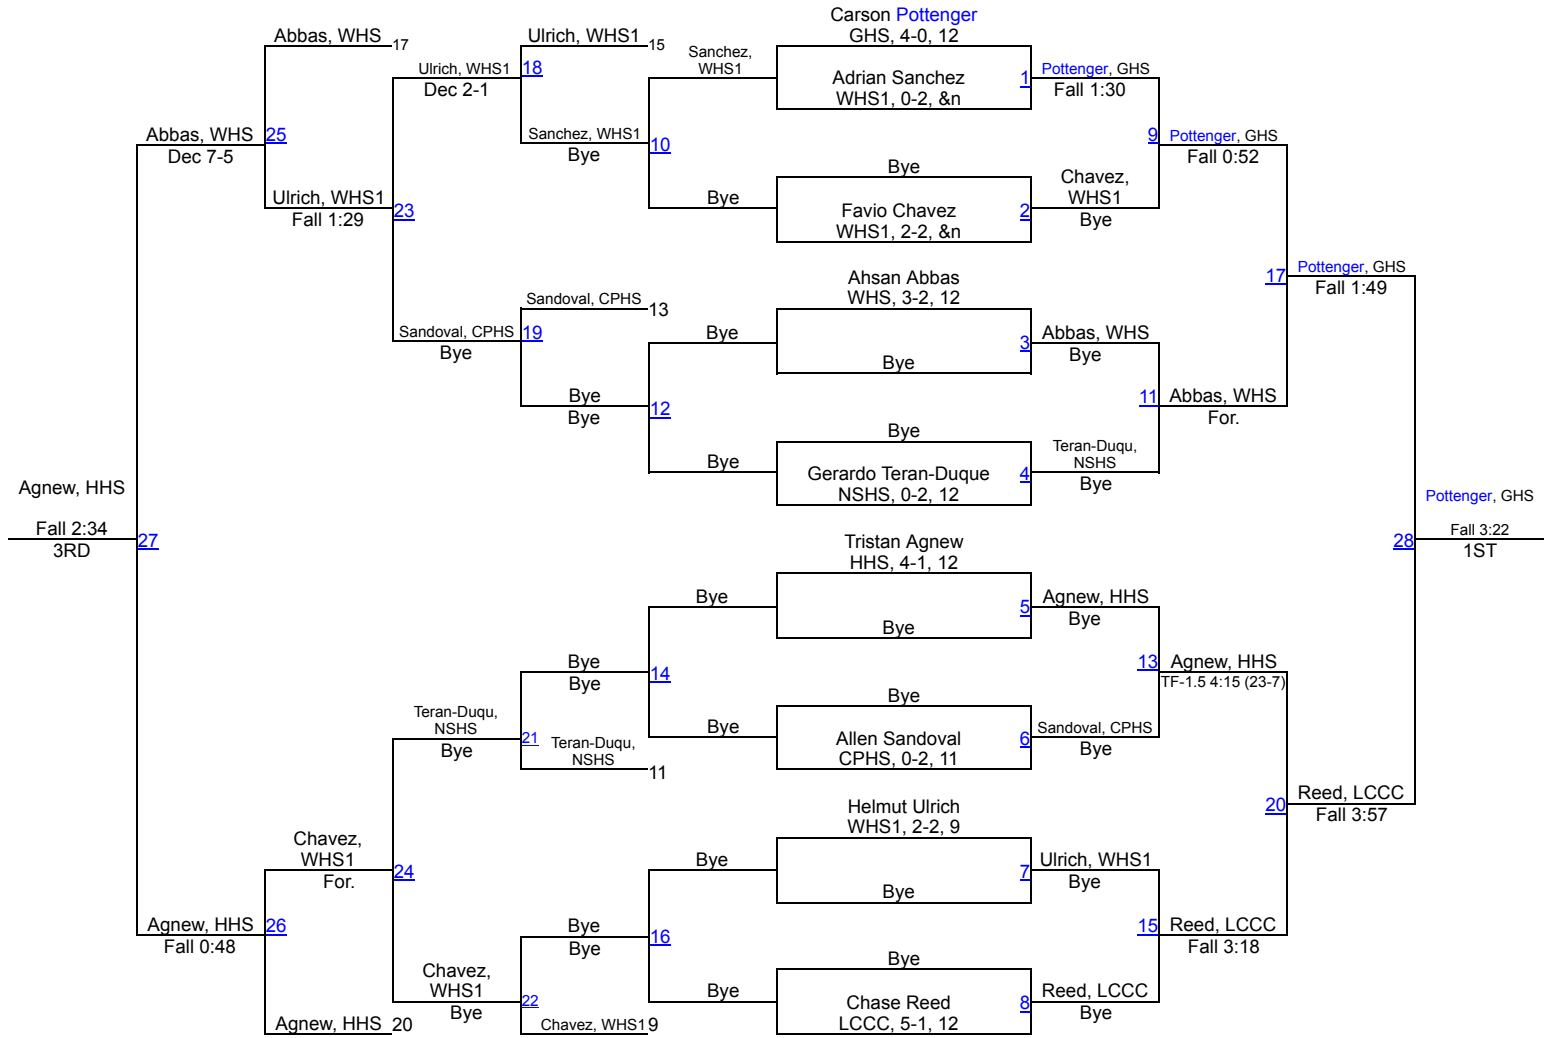 Carson Pottenger
GHS, 4-0, 12
Abbas, WHS
17
Ulrich, WHS1
15
Sanchez,
WHS1
Ulrich, WHS1
18
Dec 2-1
Adrian Sanchez
WHS1, 0-2, &n
1
Pottenger, GHS
Fall 1:30
Abbas, WHS
25
Dec 7-5
Sanchez, WHS1
10
Bye
9
Pottenger, GHS
Fall 0:52
Bye
Chavez,
WHS1
Bye
Ulrich, WHS1
23
Fall 1:29
Bye
Favio Chavez
WHS1, 2-2, &n
2
Ahsan Abbas
WHS, 3-2, 12
17
Pottenger, GHS
Fall 1:49
Sandoval, CPHS
13
Sandoval, CPHS
19
Bye
Bye
Bye
3
Abbas, WHS
Bye
Bye
Bye
12
11
Abbas, WHS
For.
Bye
Bye
Gerardo Teran-Duque
NSHS, 0-2, 12
4
Teran-Duqu,
NSHS
Bye
Agnew, HHS
Fall 2:34
3RD
27
Pottenger, GHS
28
Fall 3:22
1ST
Tristan Agnew
HHS, 4-1, 12
Bye
Bye
5
Agnew, HHS
Bye
Bye
Bye
14
13
Agnew, HHS
TF-1.5 4:15 (23-7)
Teran-Duqu,
NSHS
Bye
21
Teran-Duqu,
NSHS
11
Bye
Bye
Allen Sandoval
CPHS, 0-2, 11
6
Sandoval, CPHS
Bye
Helmut Ulrich
WHS1, 2-2, 9
20
Reed, LCCC
Fall 3:57
Chavez,
WHS1
For.
24
Bye
Bye
7
Ulrich, WHS1
Bye
Agnew, HHS
26
Fall 0:48
Bye
Bye
16
15
Reed, LCCC
Fall 3:18
Chavez,
WHS1
Bye
22
Bye
Bye
Chase Reed
LCCC, 5-1, 12
8
Reed, LCCC
Bye
Agnew, HHS
20
Chavez, WHS1
9